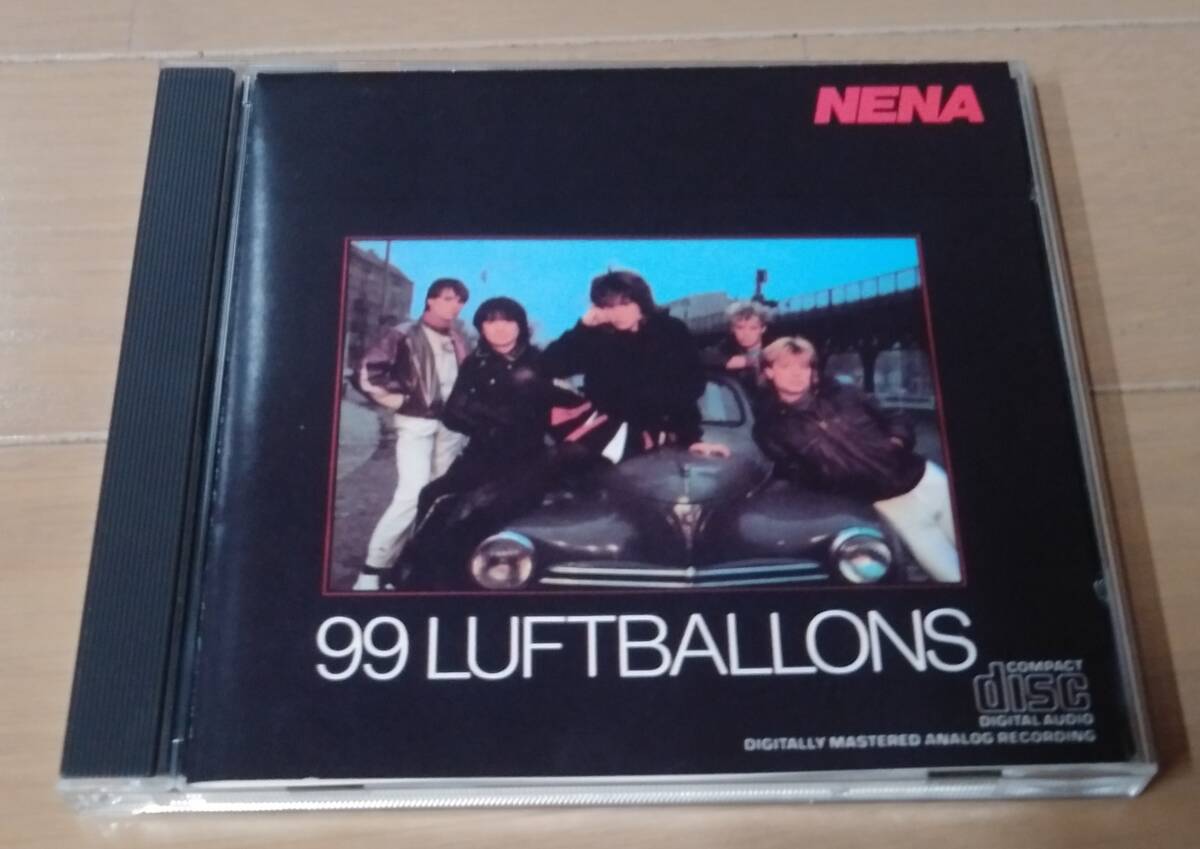 NENA
99 LUFTBALLONS
COMPACT
disc
DIGITAL AUDIO
DIGITALLY MASTERED ANALOG RECORDING